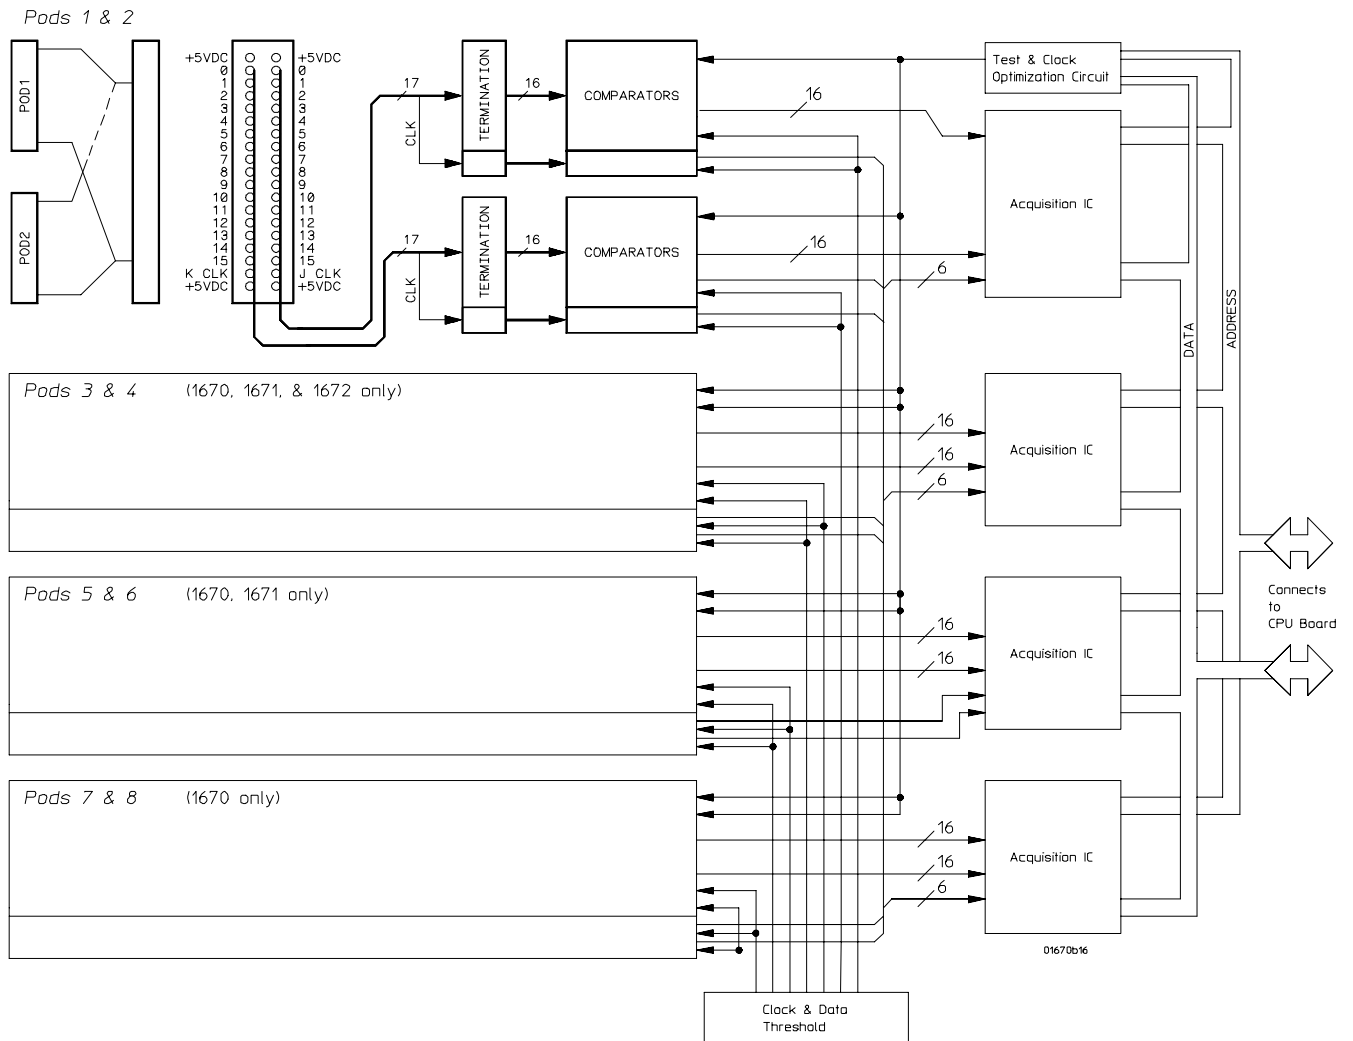 Pods 1 & 2
POD1
POD2
+5VDC
0
1
2
3
4
5
6
7
8
9
10
11
12
13
14
15
K CLK
+5VDC
+5VDC
0
1
2
3
4
5
6
7
8
9
10
11
12
13
14
15
J CLK
+5VDC
17
CLK
TERMINATION
16
COMPARATORS
16
17
CLK
TERMINATION
16
COMPARATORS
16
6
Test & Clock
Optimization Circuit
Acquisition IC
DATA
ADDRESS
Pods 3 & 4 (1670, 1671, & 1672 only)
16
16
6
Acquisition IC
Connects
to
CPU Board
Pods 5 & 6 (1670, 1671 only)
16
16
Acquisition IC
Pods 7 & 8 (1670 only)
16
16
6
Acquisition IC
01670b16
Clock & Data
Threshold